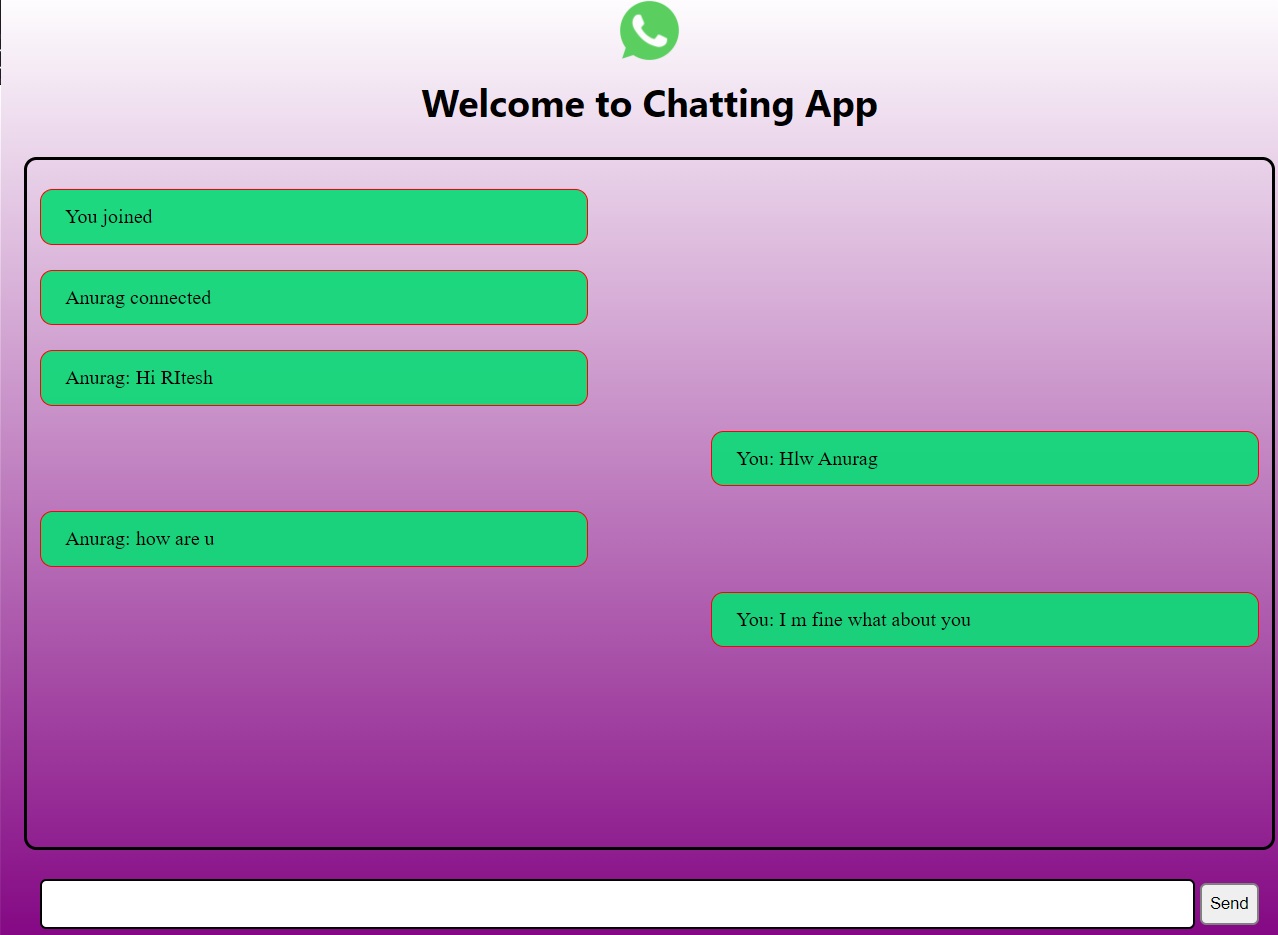 Welcome to Chatting App
You joined
Anurag connected
Anurag: Hi RItesh
You: Hlw Anurag
Anurag: how are u
You: I m fine what about you
Send